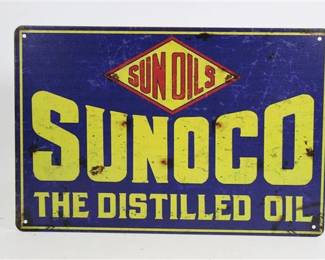 SUN OILS
SUNOCO
THE DISTILLED OIL